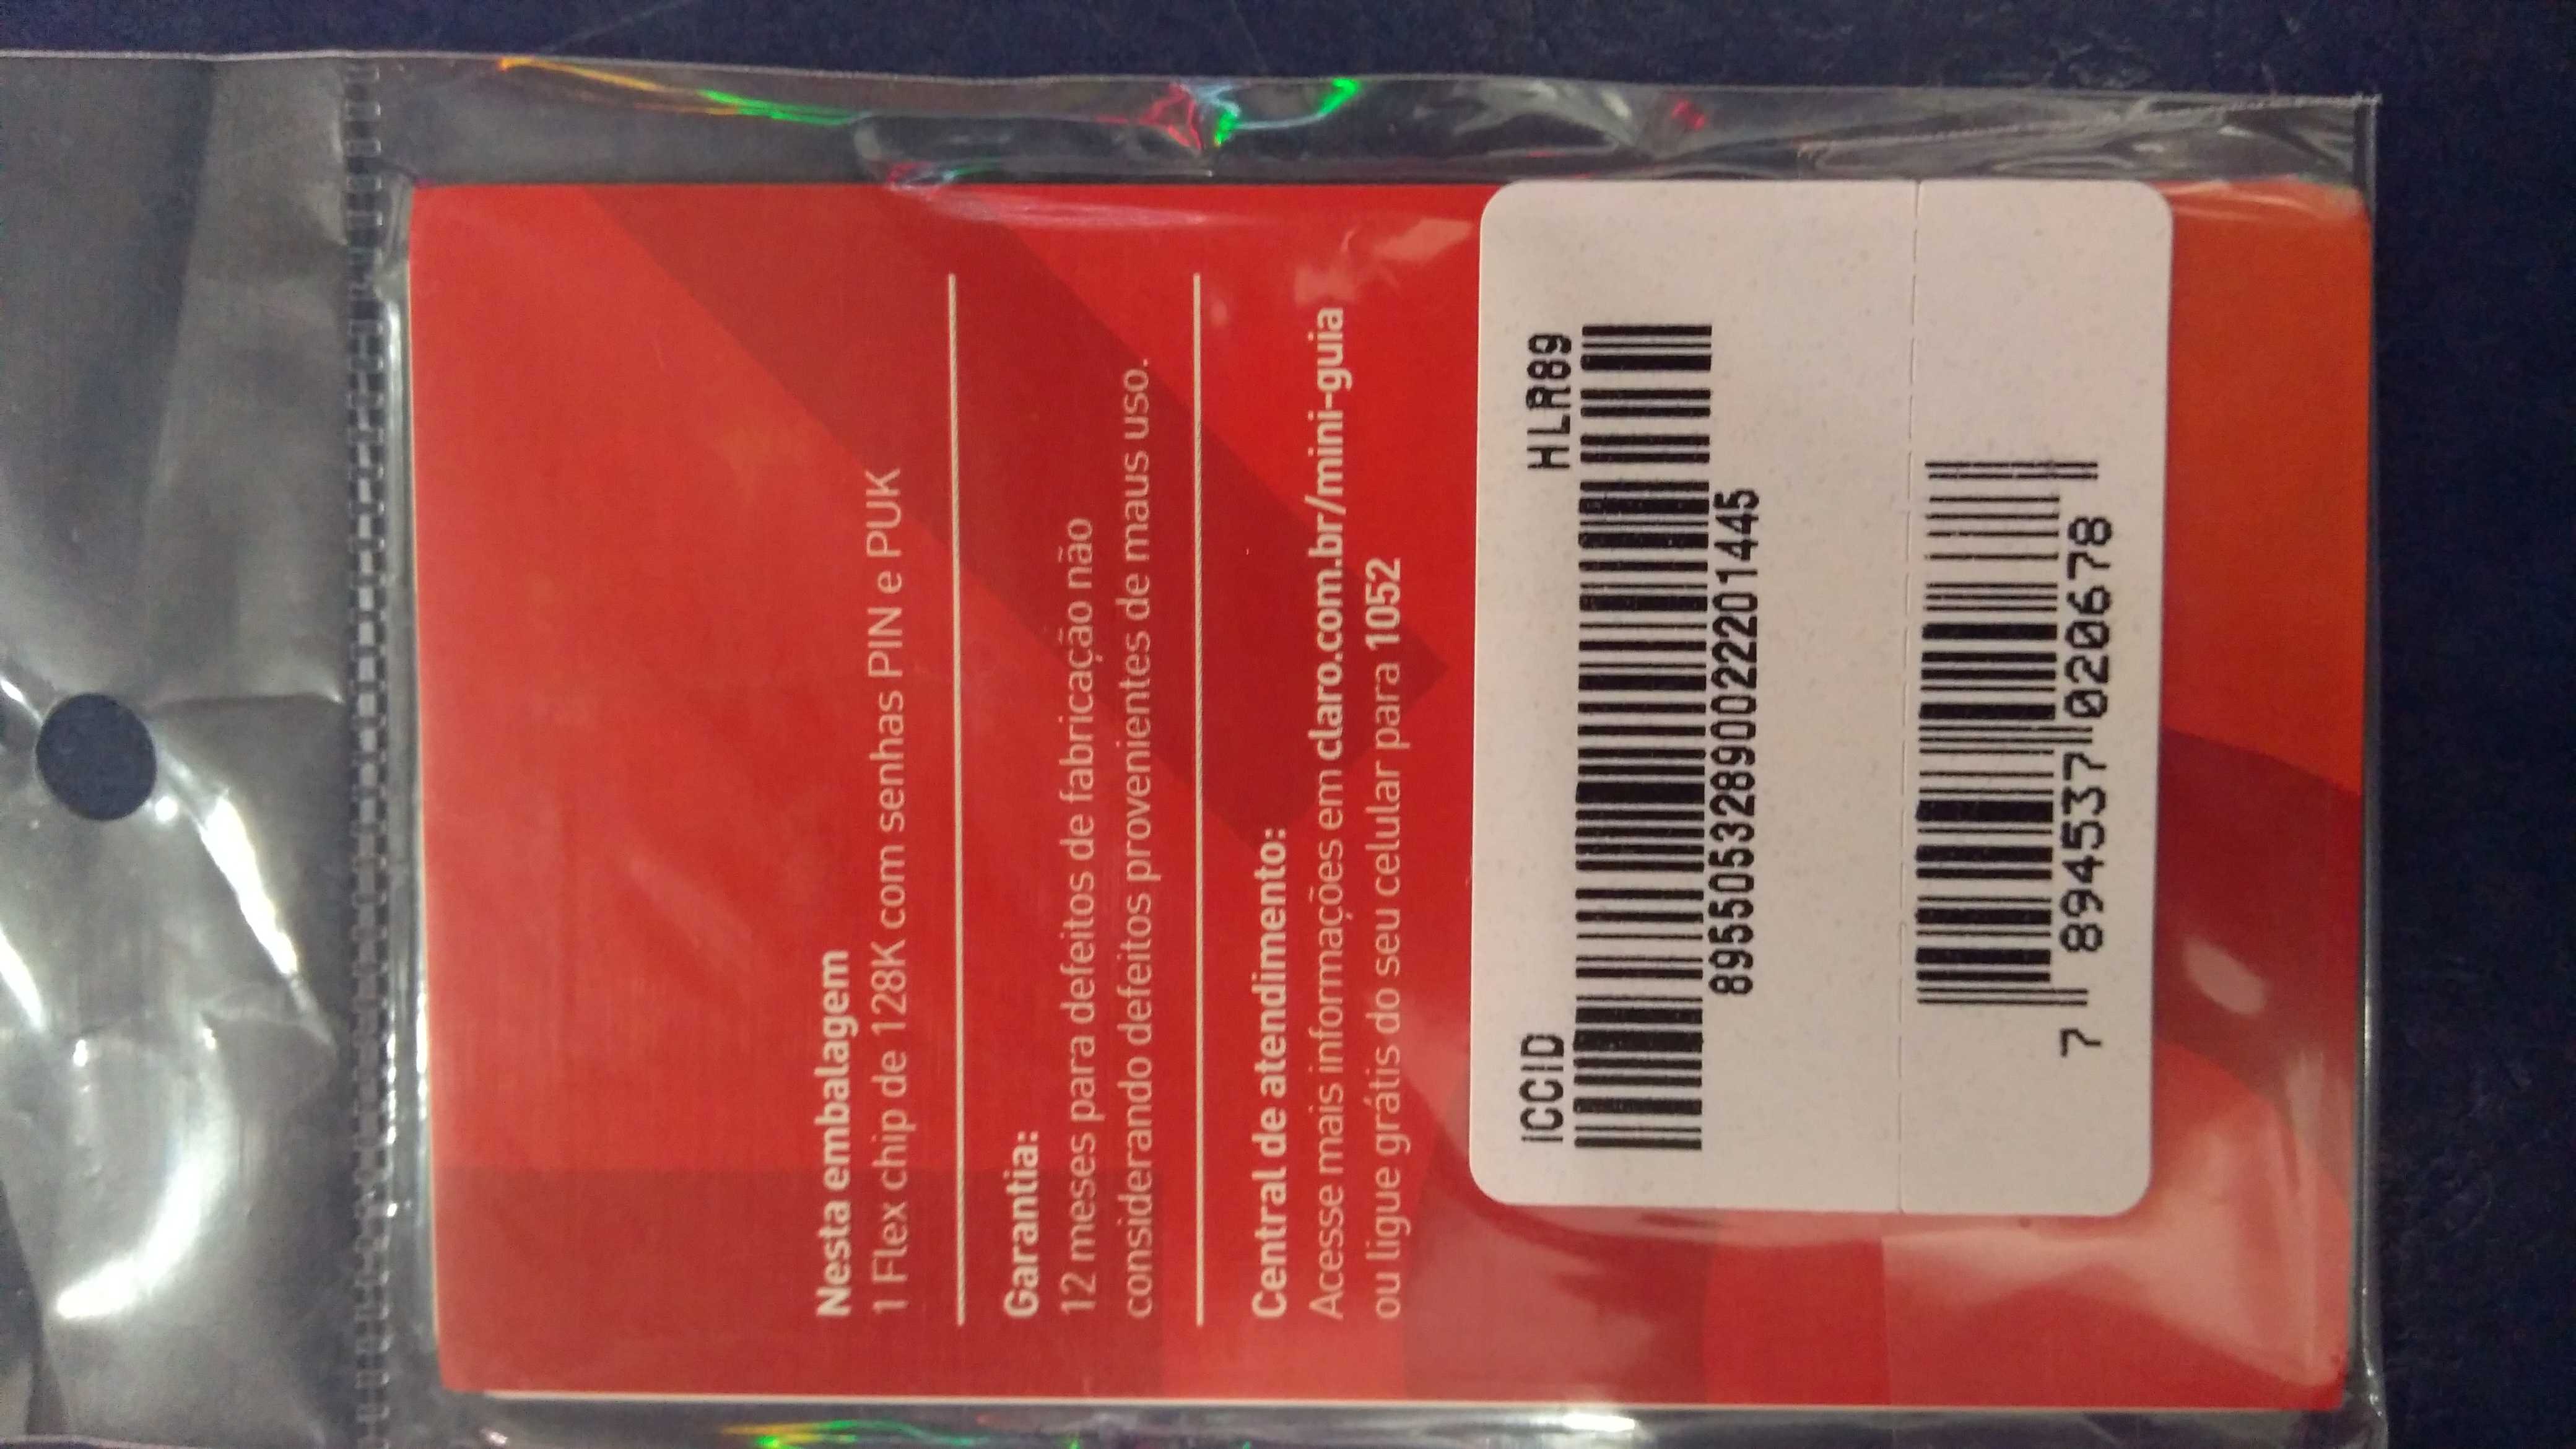 Nesta embalagem
1 Flex chip de 128K com senhas PIN e PUK
Garantia:
12 meses para defeitos de fabricação não
considerando defeitos provenientes de maus uso.
Central de atendimento:
Acesse mais informações em claro.com.br/mini-guia
ou ligue grátis do seu celular para 1052
ICCID HLR89
89550532890022201445
7 894537 020678